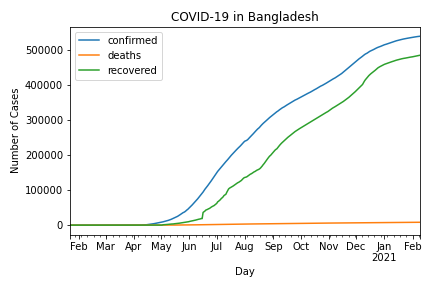 COVID-19 in Bangladesh
confirmed
deaths
recovered
Number of Cases
500000
400000
300000
200000
100000
0
Feb Mar Apr May Jun Jul Aug Sep Oct Nov Dec Jan Feb
2021
Day